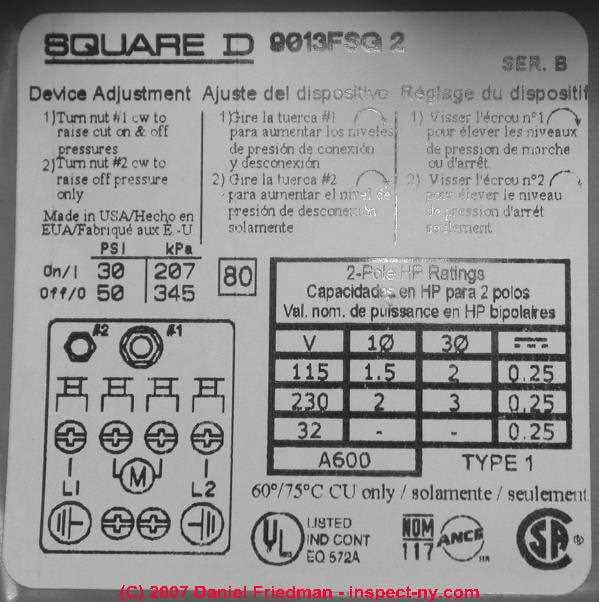 SQUARE D 9013FSG 2
SER. B
Device Adjustment
1)Turn nut #1 cw to
raise cut on & off
pressures
2)Turn nut #2 cw to
raise off pressure
only
Made in USA/Hecho en
EUA/Fabriqué aux E.-U
Ajuste del dispositivo
1)Gire la tuerca #1
para aumentar los niveles
de presión de conexión
y desconexión
2) Gire la tuerca #2
para aumentar el nivel de
presión de desconexión
solamente
Réglage du dispositif
1) Visser l'écrou n°1
pour élever les niveaux
de pression de marche
ou d'arrêt.
2) Visser l'écrou n°2
pour élever le niveau
de pression d'arrêt
seulement
PSI kPa
On/I 30 207
Off/O 50 345
80
2-Pole HP Ratings
Capacidades en HP para 2 polos
Val. nom. de puissance en HP bipolaires
V 1Ø 3Ø
115 1.5 2 0.25
230 2 3 0.25
32 - - 0.25
A600 TYPE 1
#2 #1
M
L1 L2
60°/75°C CU only / solamente / seulement
UL LISTED
IND CONT
EQ 572A
NOM
117
ANCE
SA
(C) 2007 Daniel Friedman - inspect-ny.com